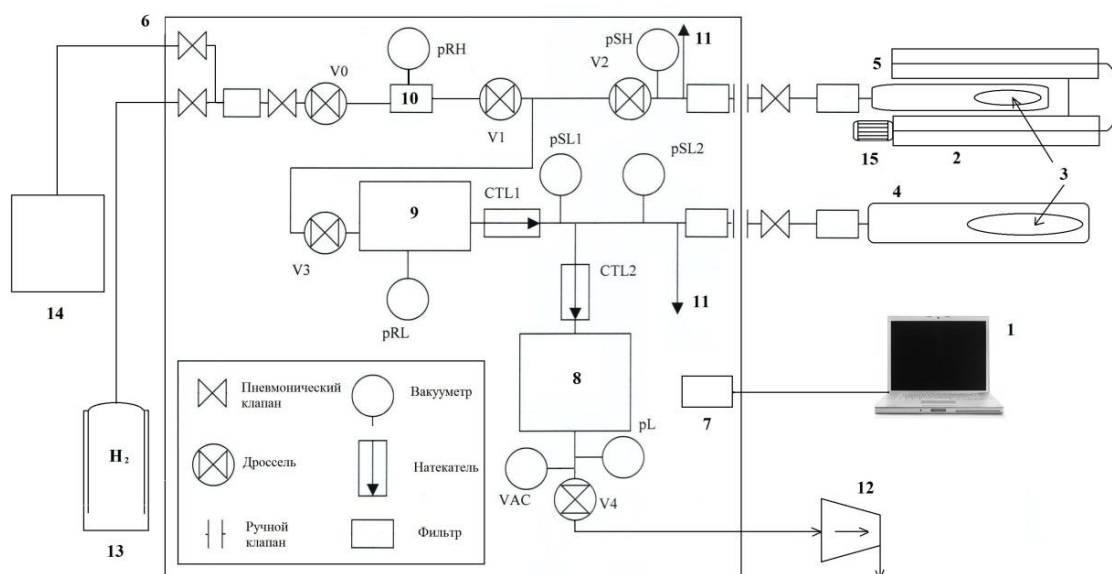 6
11
pRH
pSH
V0
V2
5
10
V1
15
2
pSL1
pSL2
3
CTL1
4
9
V3
CTL2
14
pRL
11
1
8
Пневмонический
клапан
Вакууметр
7
pL
H₂
Дроссель
Натекатель
VAC
V4
12
Ручной
клапан
Фильтр
13